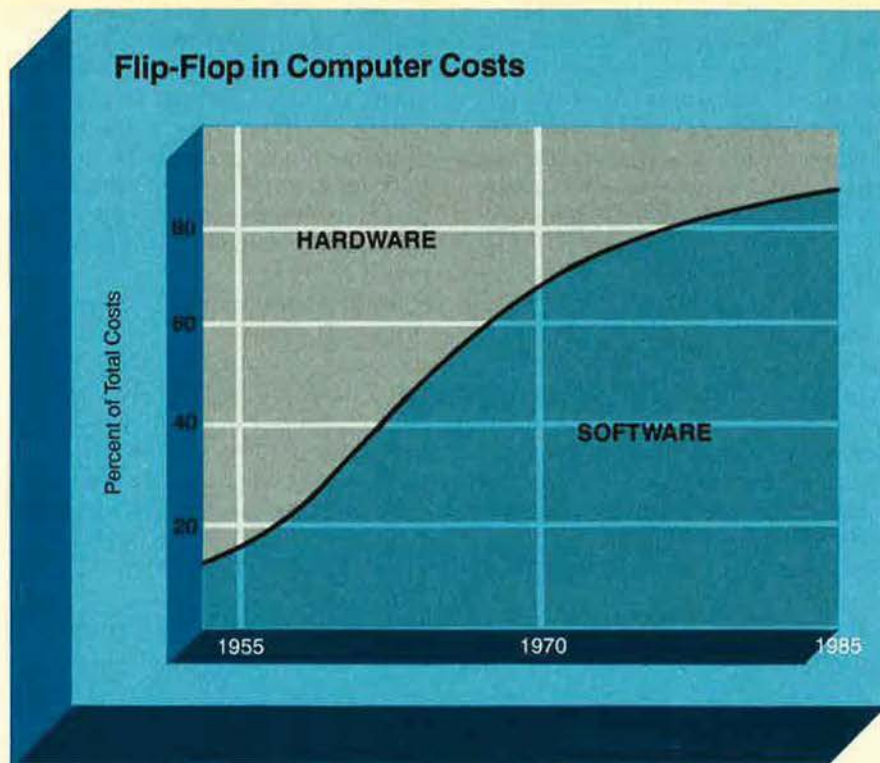 Flip-Flop in Computer Costs
Percent of Total Costs
80
HARDWARE
60
40
SOFTWARE
20
1955 1970 1985